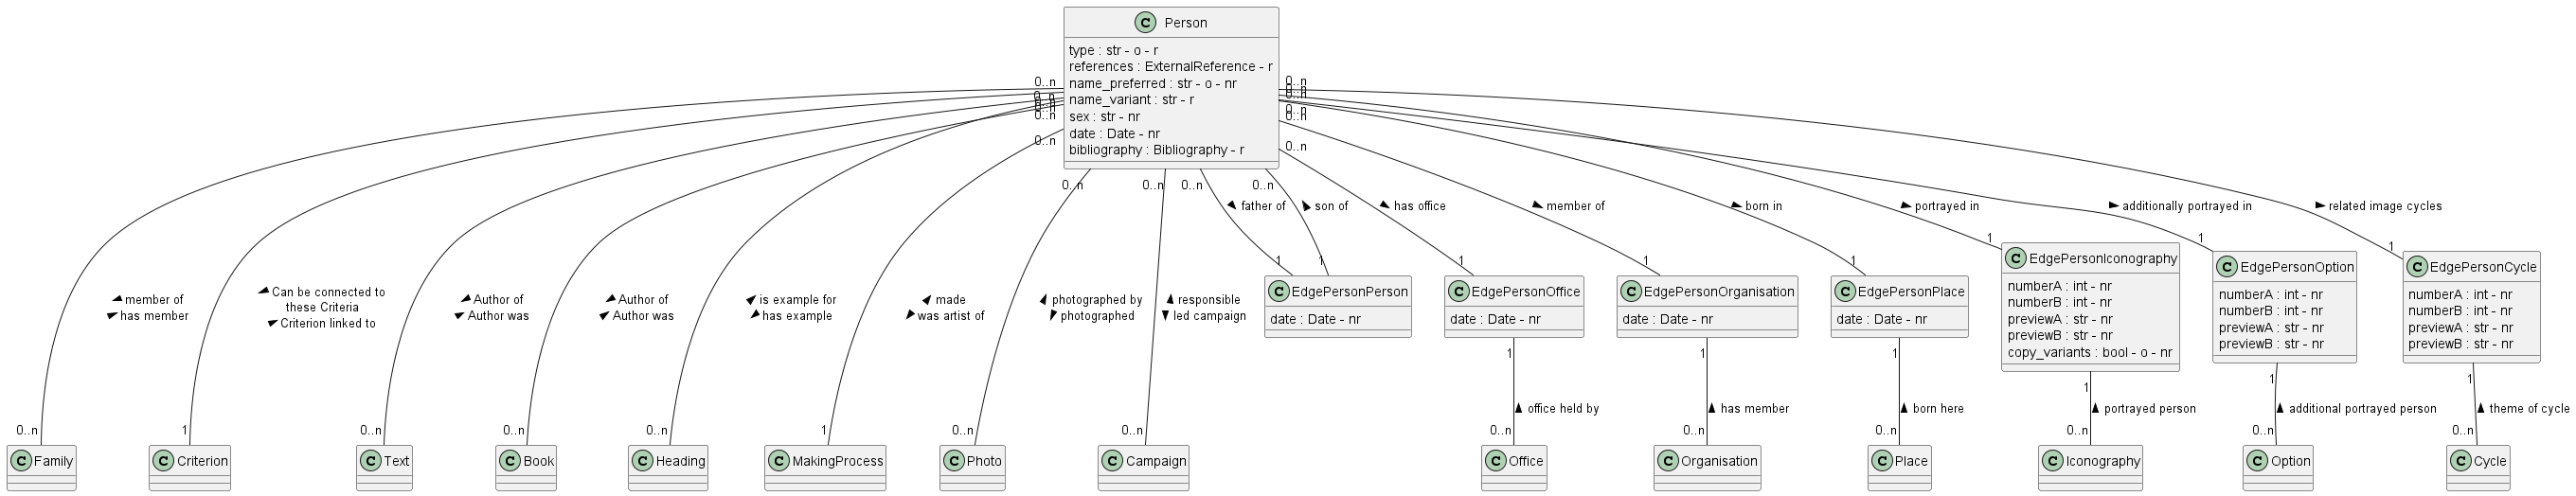 C Person
type : str - o - r
references : ExternalReference - r
name_preferred : str - o - nr
name_variant : str - r
sex : str - nr
date : Date - nr
bibliography : Bibliography - r
0..n
0..n
0..n
0..n
0..n
0..n
0..n
0..n
0..n
0..n
0..n
0..n
0..n
0..n
father of
son of
has office
member of
born in
portrayed in
additionally portrayed in
related image cycles
1
1
1
1
1
1
1
1
member of
has member
Can be connected to
these Criteria
Criterion linked to
Author of
Author was
Author of
Author was
is example for
has example
made
was artist of
photographed by
photographed
responsible
led campaign
C EdgePersonPerson
date : Date - nr
C EdgePersonOffice
date : Date - nr
C EdgePersonOrganisation
date : Date - nr
C EdgePersonPlace
date : Date - nr
C EdgePersonIconography
numberA : int - nr
numberB : int - nr
previewA : str - nr
previewB : str - nr
copy_variants : bool - o - nr
C EdgePersonOption
numberA : int - nr
numberB : int - nr
previewA : str - nr
previewB : str - nr
C EdgePersonCycle
numberA : int - nr
numberB : int - nr
previewA : str - nr
previewB : str - nr
1
1
1
1
1
1
office held by
has member
born here
portrayed person
additional portrayed person
theme of cycle
0..n
1
0..n
0..n
0..n
1
0..n
0..n
0..n
0..n
0..n
0..n
0..n
0..n
C Family
C Criterion
C Text
C Book
C Heading
C MakingProcess
C Photo
C Campaign
C Office
C Organisation
C Place
C Iconography
C Option
C Cycle